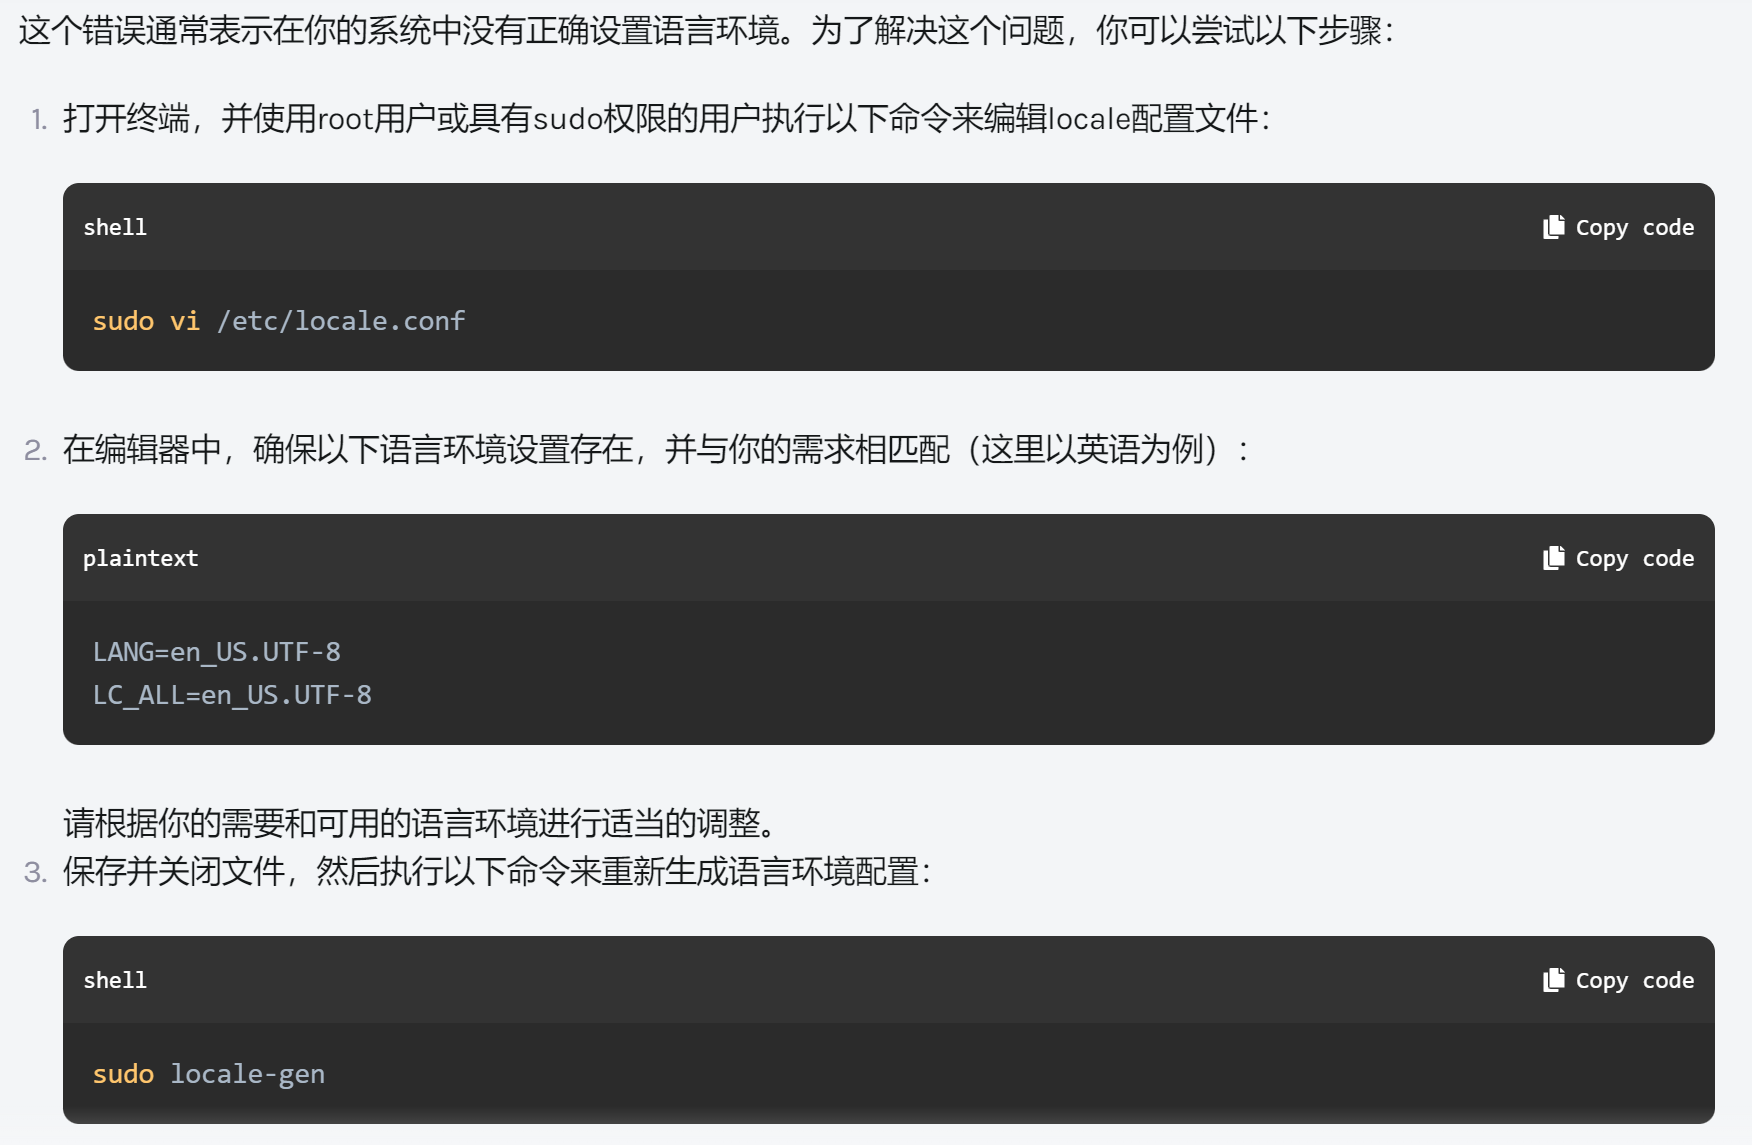 这个错误通常表示在你的系统中没有正确设置语言环境。为了解决这个问题，你可以尝试以下步骤：
1. 打开终端，并使用root用户或具有sudo权限的用户执行以下命令来编辑locale配置文件：
shell Copy code
sudo vi /etc/locale.conf
2. 在编辑器中，确保以下语言环境设置存在，并与你的需求相匹配（这里以英语为例）：
plaintext Copy code
LANG=en_US.UTF-8
LC_ALL=en_US.UTF-8
请根据你的需要和可用的语言环境进行适当的调整。
3. 保存并关闭文件，然后执行以下命令来重新生成语言环境配置：
shell Copy code
sudo locale-gen